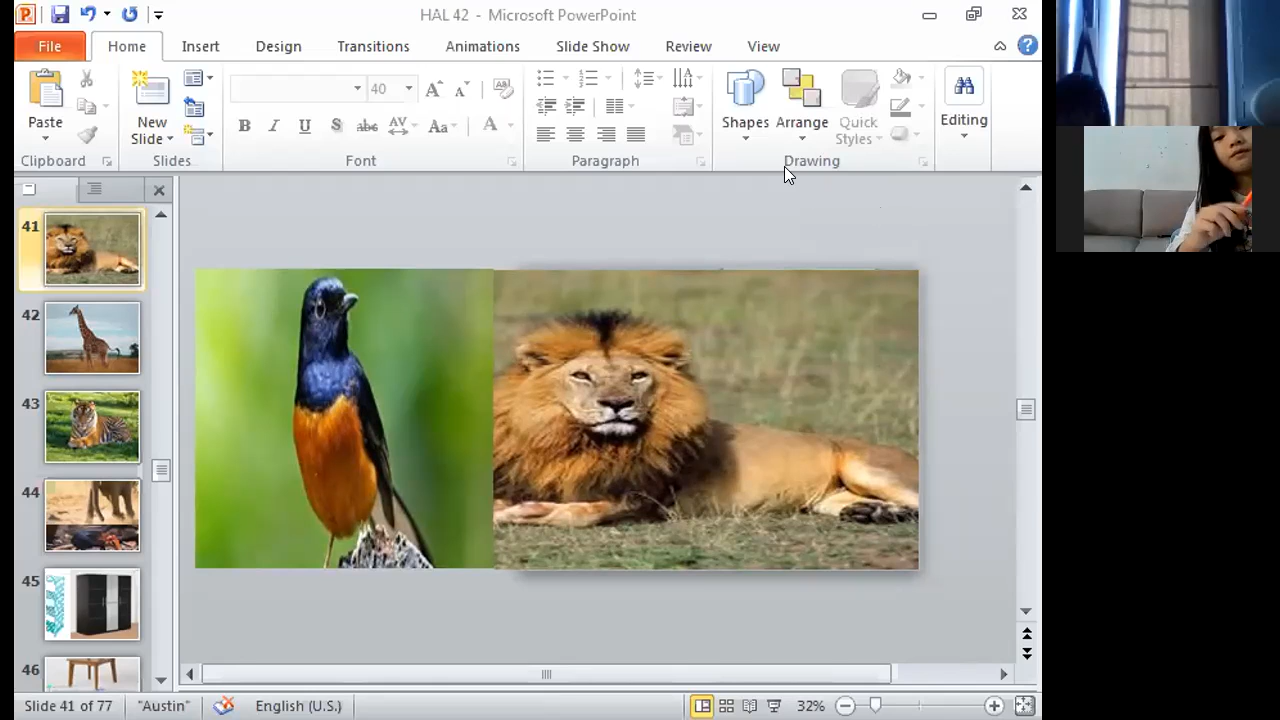 HAL 42 - Microsoft PowerPoint
File Home Insert Design Transitions Animations Slide Show Review View
40
Paste
New
Slide
Shapes
Arrange
Quick
Styles
Editing
Clipboard Slides Font Paragraph Drawing
41
42
43
44
45
46
Slide 41 of 77 "Austin" English (U.S.) 32%